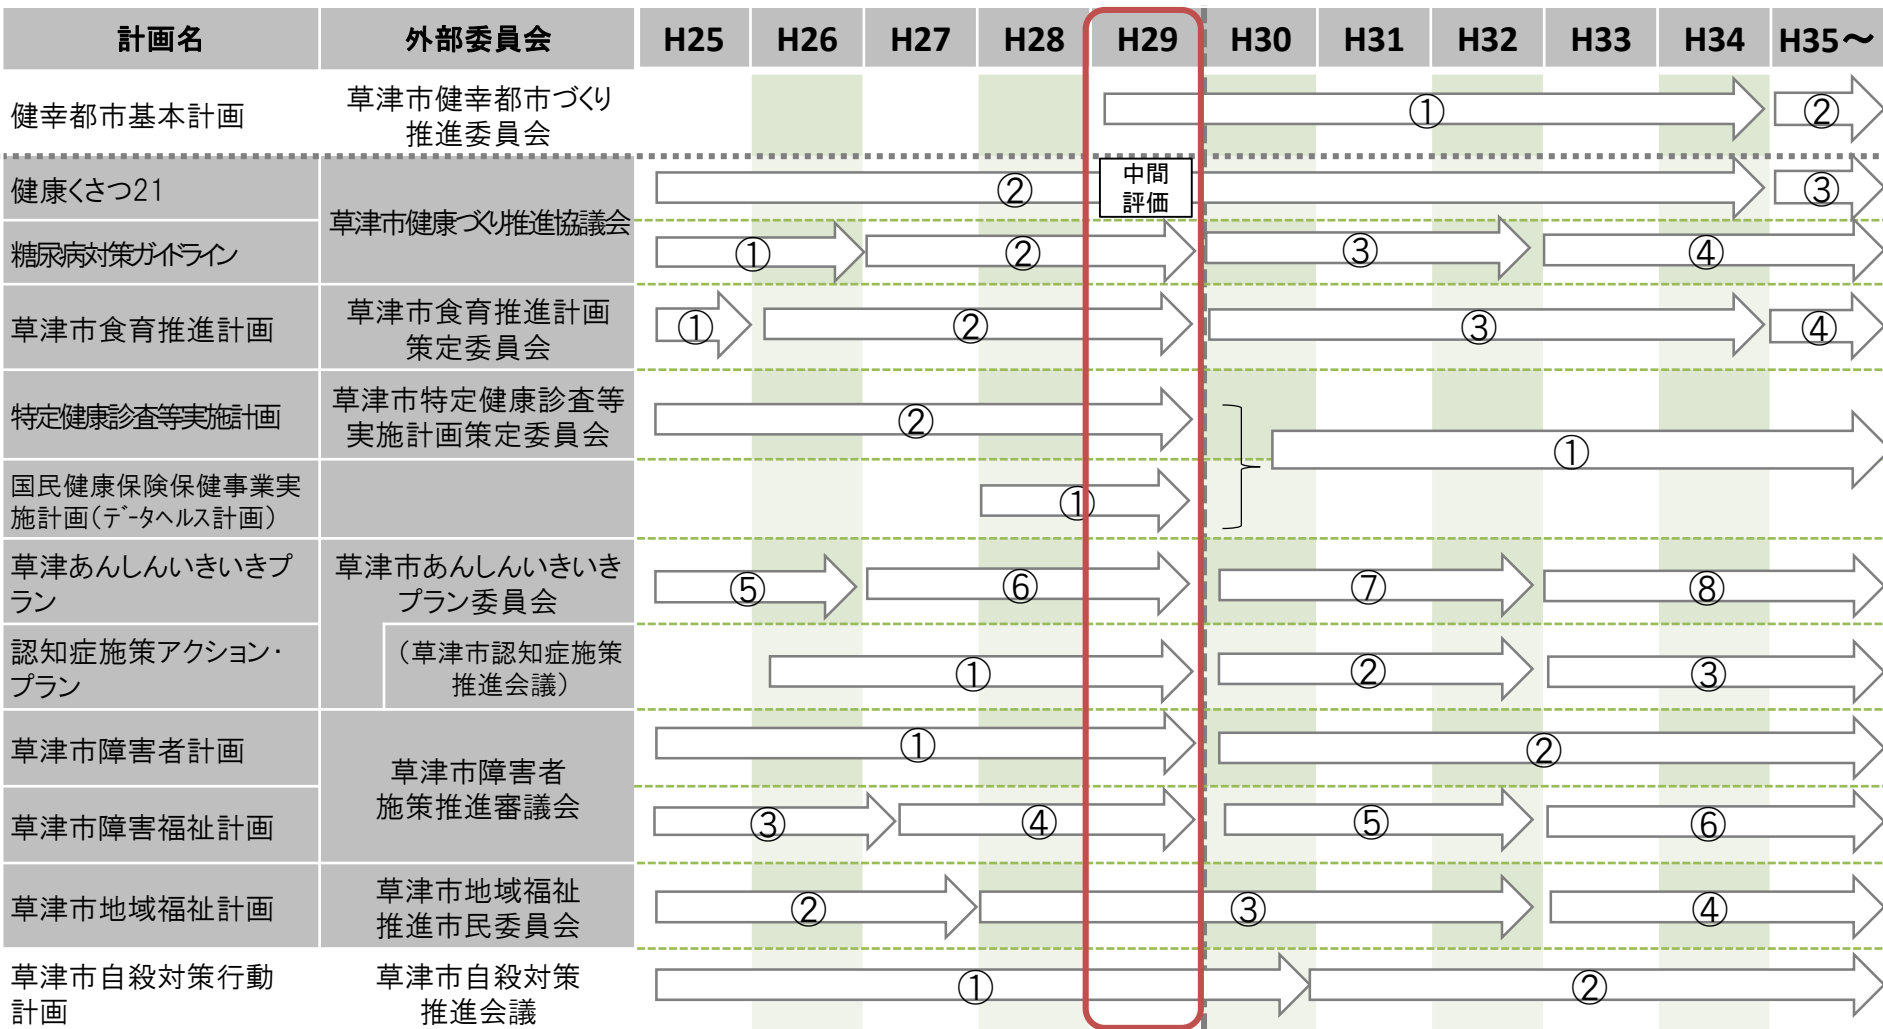 計画名 外部委員会 H25 H26 H27 H28 H29 H30 H31 H32 H33 H34 H35～
健幸都市基本計画
草津市健幸都市づくり
推進委員会
① ②
健康くさつ21
草津市健康づくり推進協議会
② 中間
評価
③
糖尿病対策ガイドライン
① ② ③ ④
草津市食育推進計画
草津市食育推進計画
策定委員会
① ② ③ ④
特定健康診査等実施計画
草津市特定健康診査等
実施計画策定委員会
② ①
国民健康保険保健事業実
施計画（データヘルス計画）
①
草津あんしんいきいきプ
ラン
草津市あんしんいきいき
プラン委員会
⑤ ⑥ ⑦ ⑧
認知症施策アクション・
プラン
（草津市認知症施策
推進会議）
① ② ③
草津市障害者計画
草津市障害者
施策推進審議会
① ②
草津市障害福祉計画
③ ④ ⑤ ⑥
草津市地域福祉計画
草津市地域福祉
推進市民委員会
② ③ ④
草津市自殺対策行動
計画
草津市自殺対策
推進会議
① ②